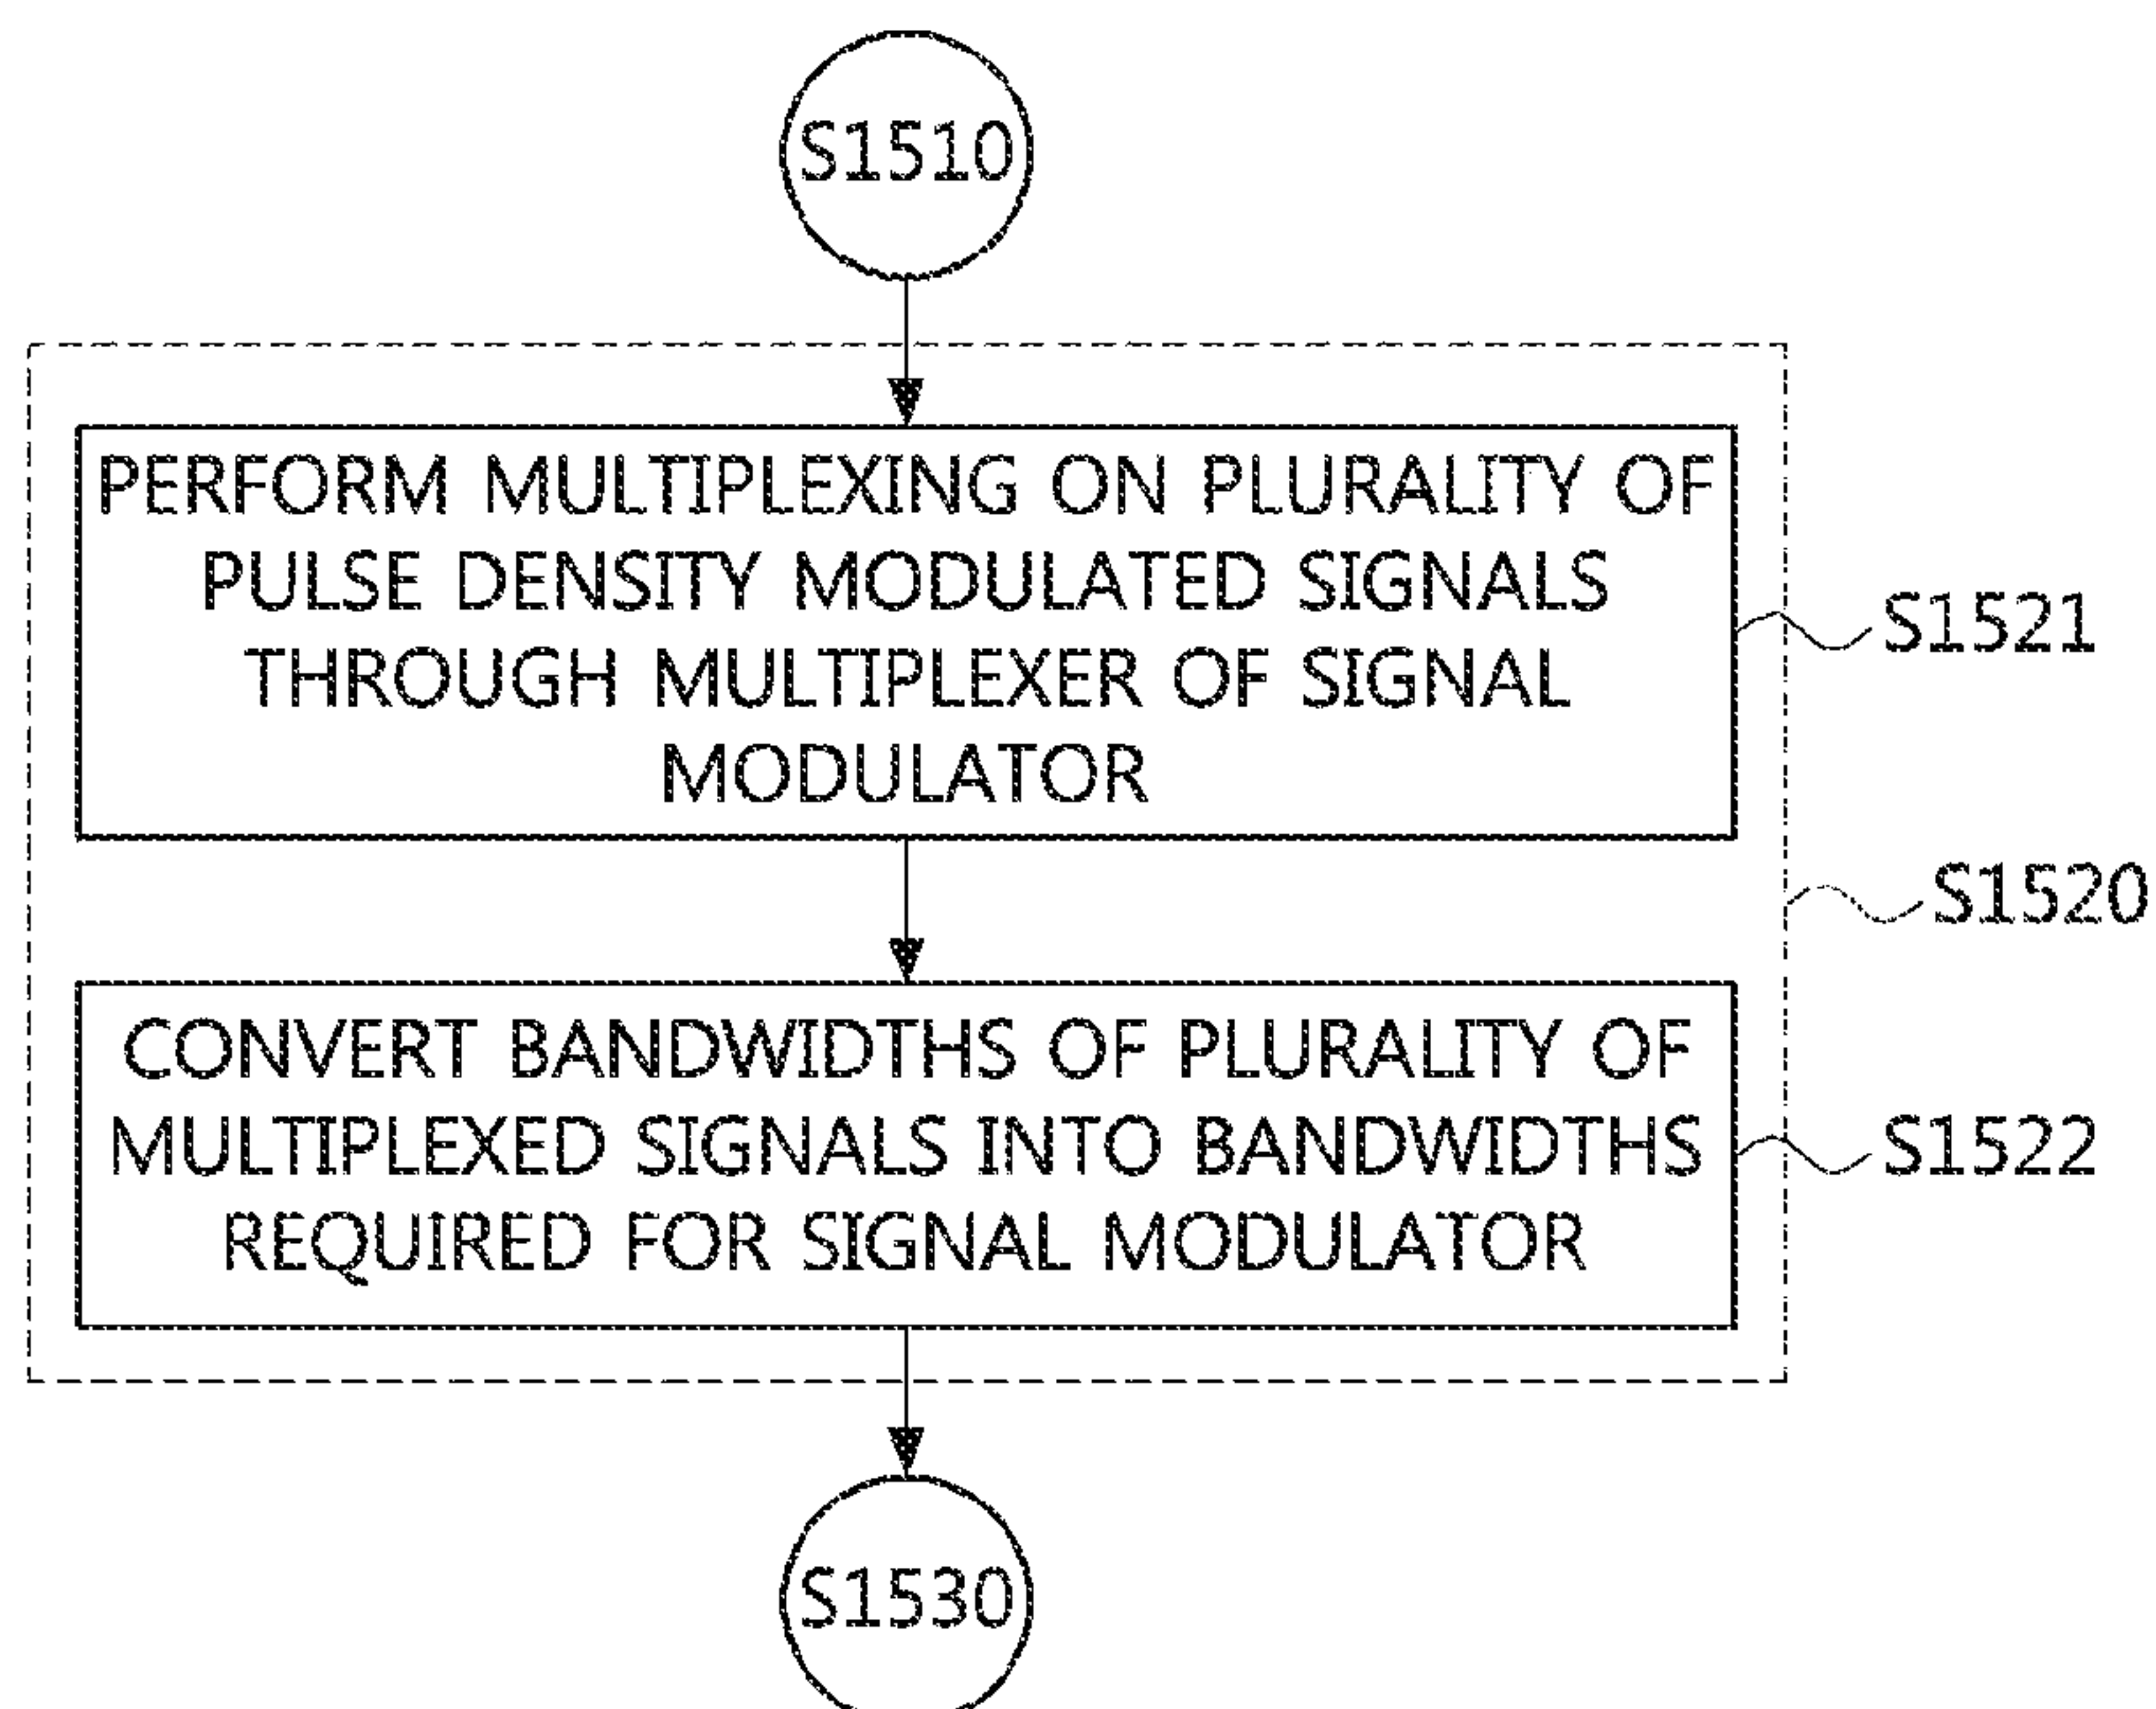 S1510
PERFORM MULTIPLEXING ON PLURALITY OF
PULSE DENSITY MODULATED SIGNALS
THROUGH MULTIPLEXER OF SIGNAL
MODULATOR
S1521
S1520
CONVERT BANDWIDTHS OF PLURALITY OF
MULTIPLEXED SIGNALS INTO BANDWIDTHS
REQUIRED FOR SIGNAL MODULATOR
S1522
S1530